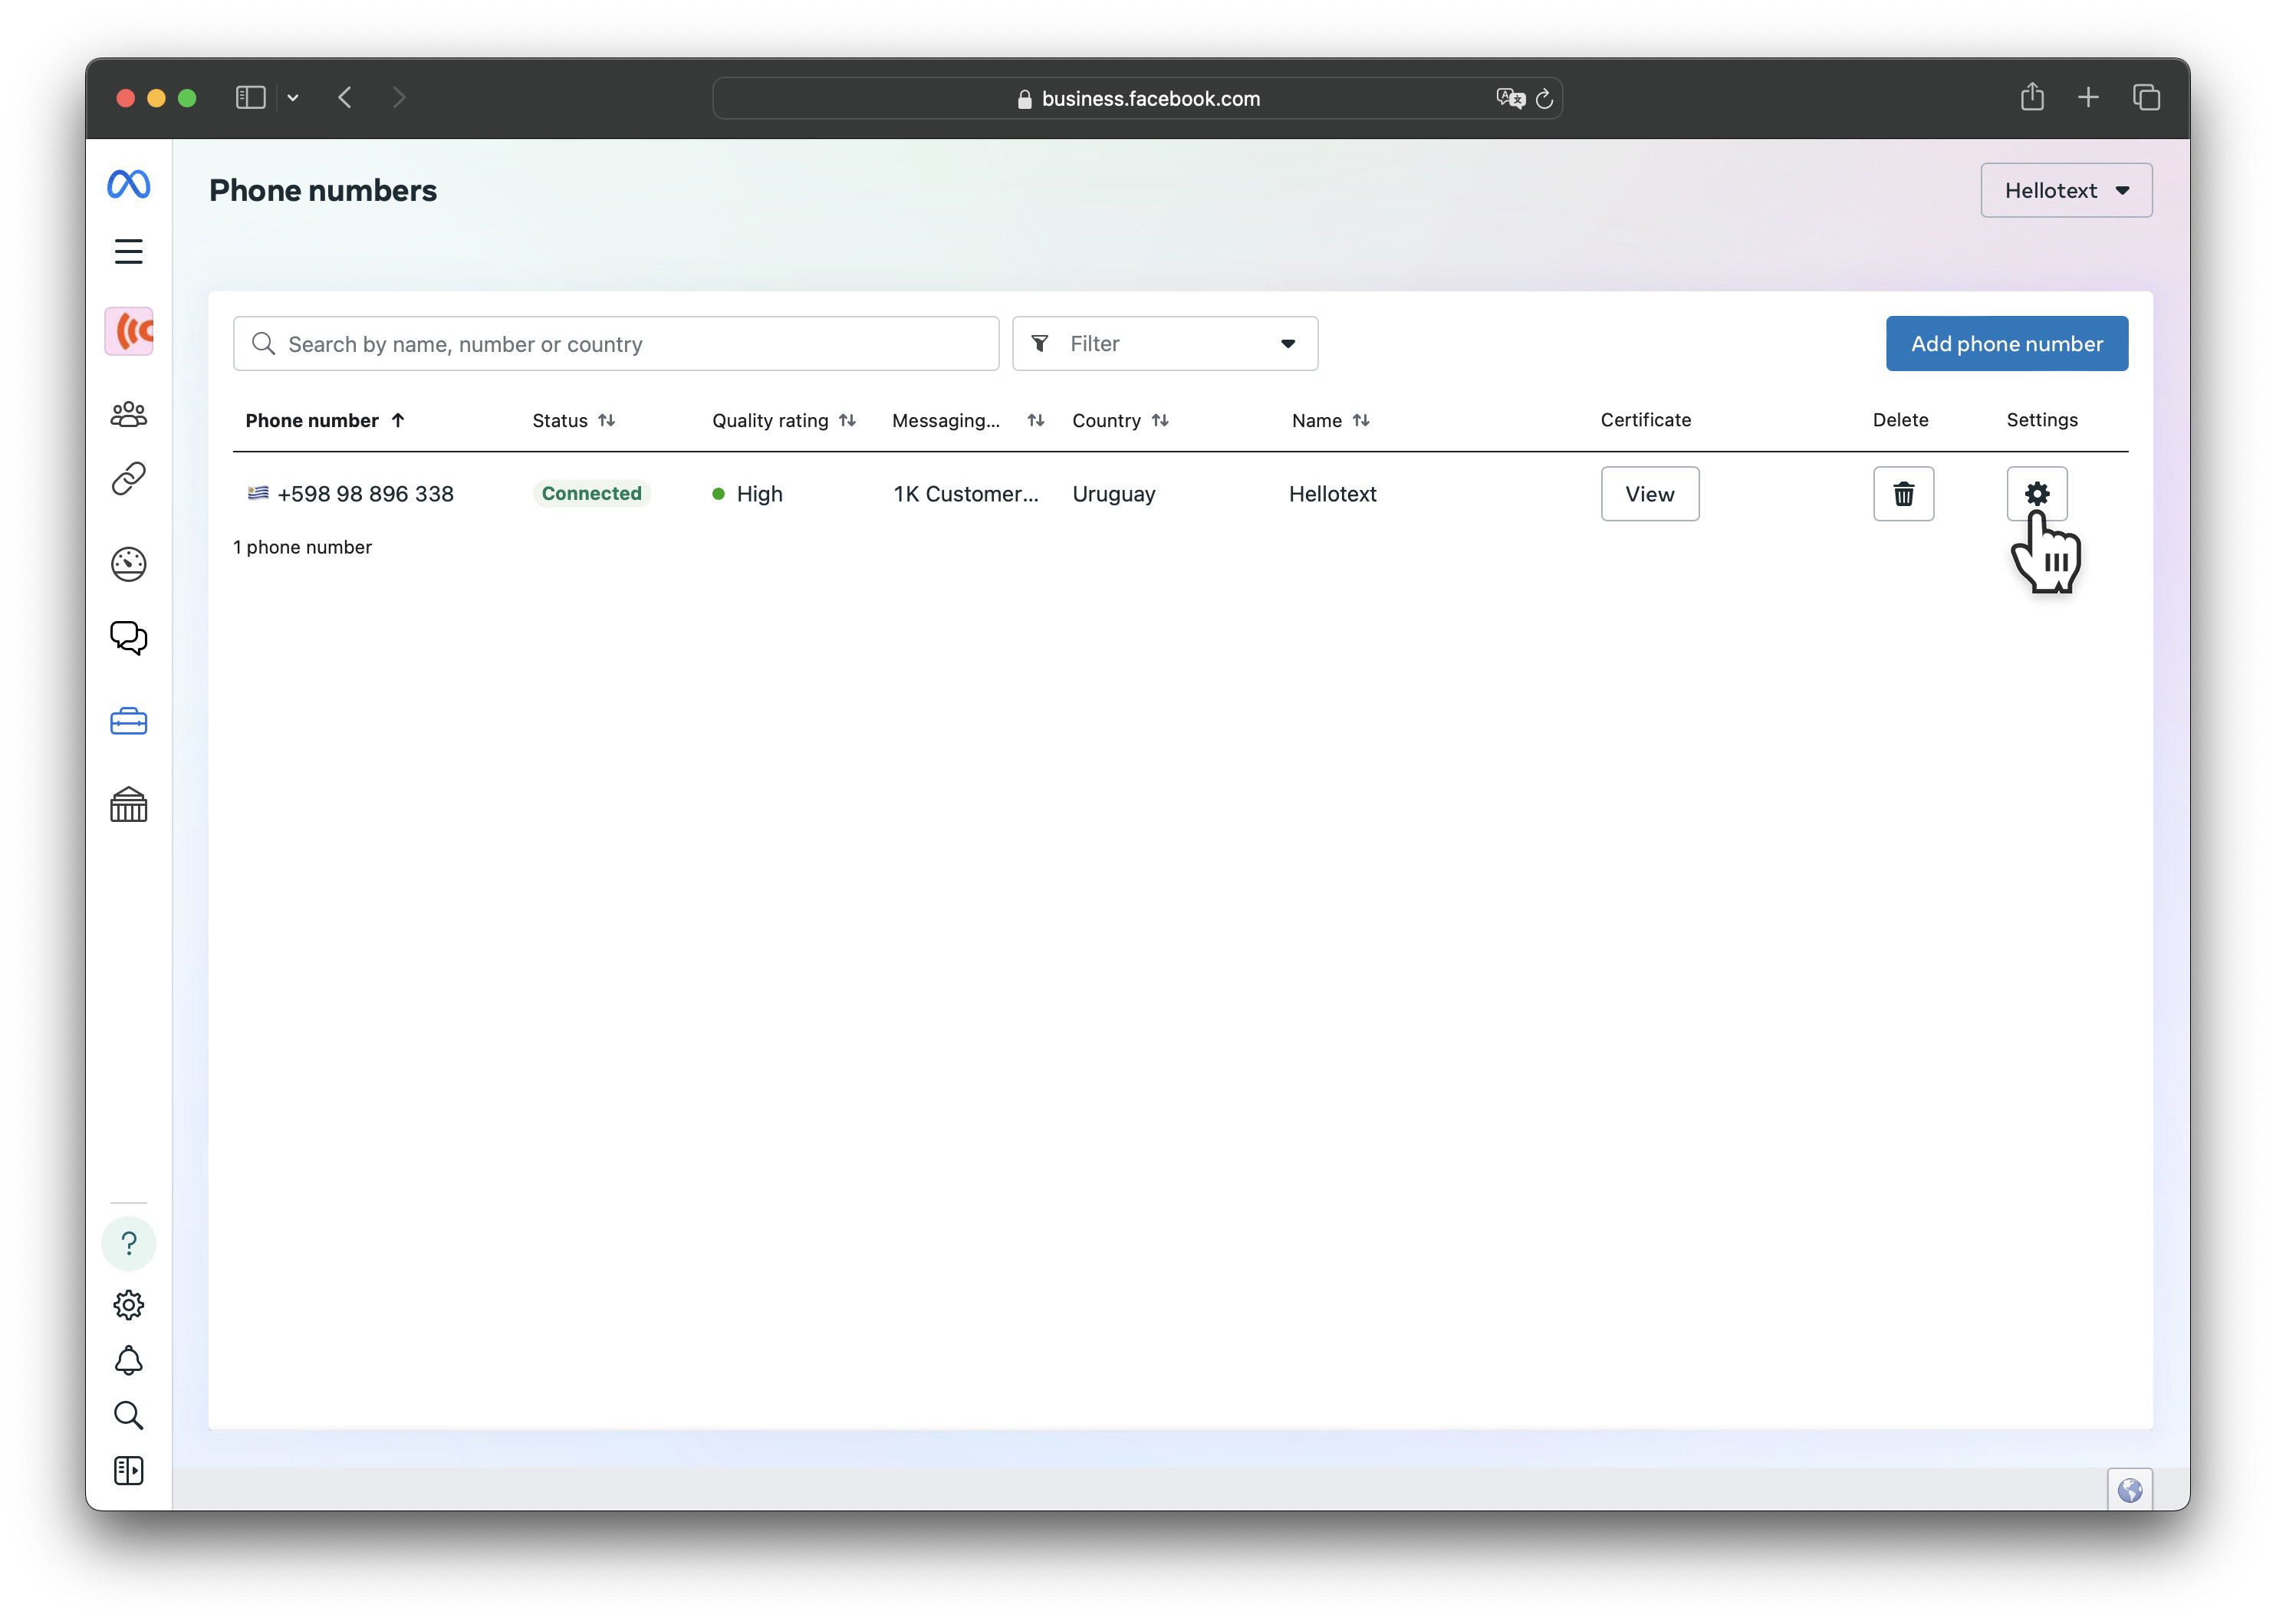 business.facebook.com
Phone numbers
Hellotext
Search by name, number or country
Filter
Add phone number
Phone number Status Quality rating Messaging... Country Name Certificate Delete Settings
+598 98 896 338 Connected High 1K Customer... Uruguay Hellotext View
1 phone number